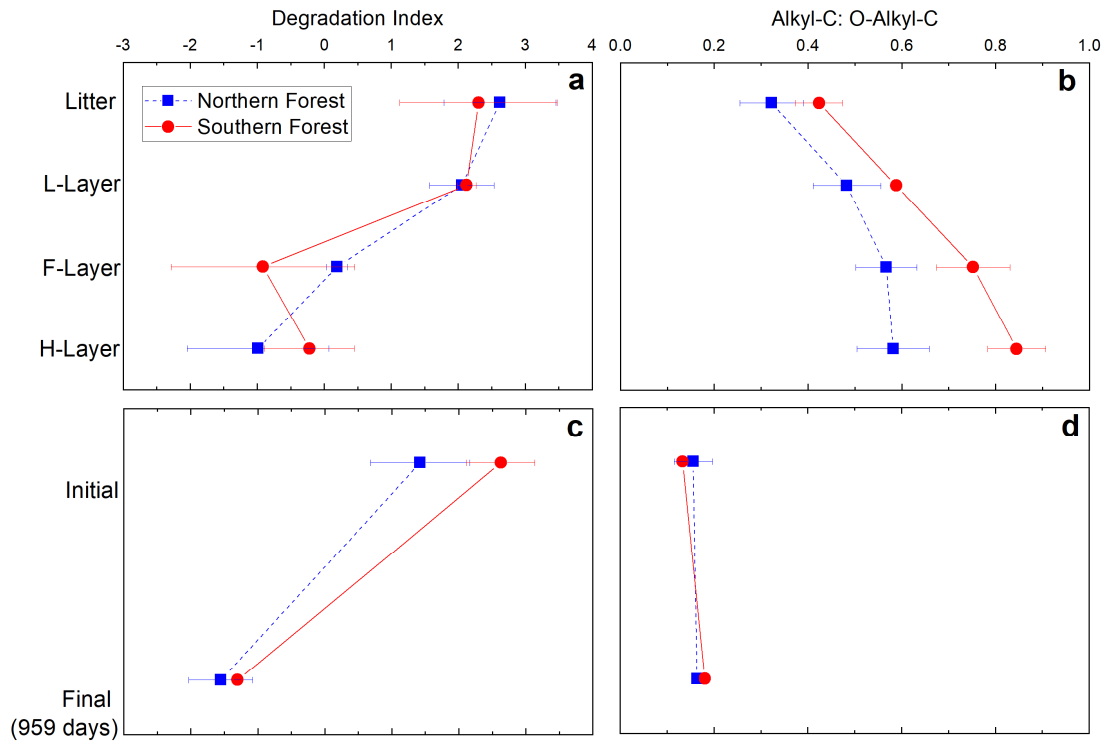 Degradation Index
Alkyl-C: O-Alkyl-C
-3 -2 -1 0 1 2 3 4
0.0 0.2 0.4 0.6 0.8 1.0
a
b
Northern Forest
Southern Forest
Litter
L-Layer
F-Layer
H-Layer
c
d
Initial
Final
(959 days)